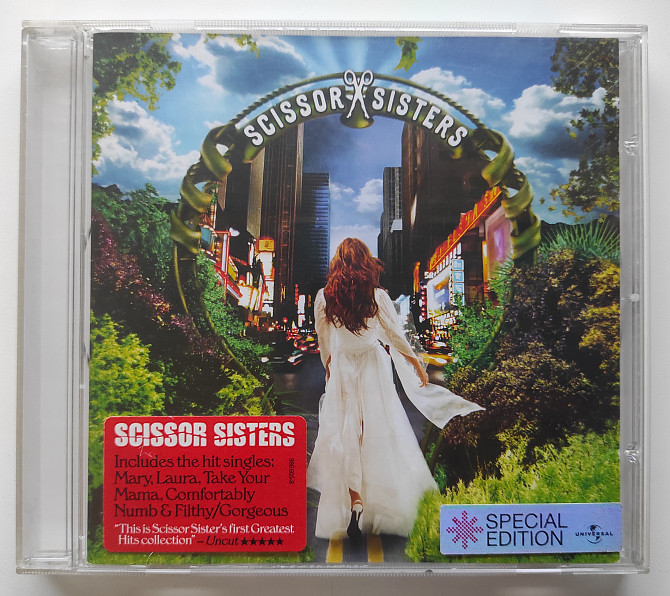 SCISSOR SISTERS
SCISSOR SISTERS
Includes the hit singles:
Mary, Laura, Take Your
Mama, Comfortably
Numb & Filthy/Gorgeous
"This is Scissor Sister's first Greatest
Hits collection" – Uncut ★★★★★
SPECIAL
EDITION
UNIVERSAL